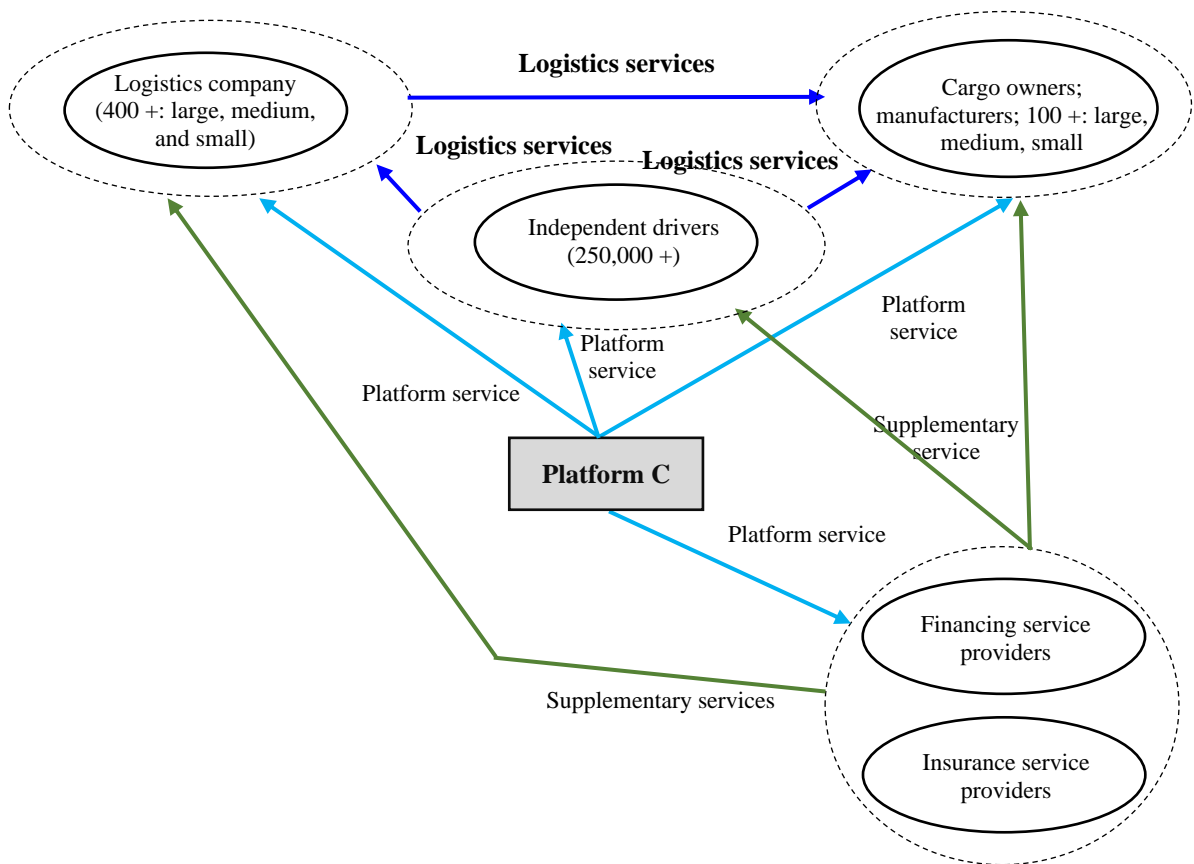 Logistics services
Logistics company
(400 +: large, medium,
and small)
Cargo owners;
manufacturers; 100 +: large,
medium, small
Logistics services
Logistics services
Independent drivers
(250,000 +)
Platform
service
Platform
service
Platform service
Supplementary
service
Platform C
Platform service
Financing service
providers
Supplementary services
Insurance service
providers